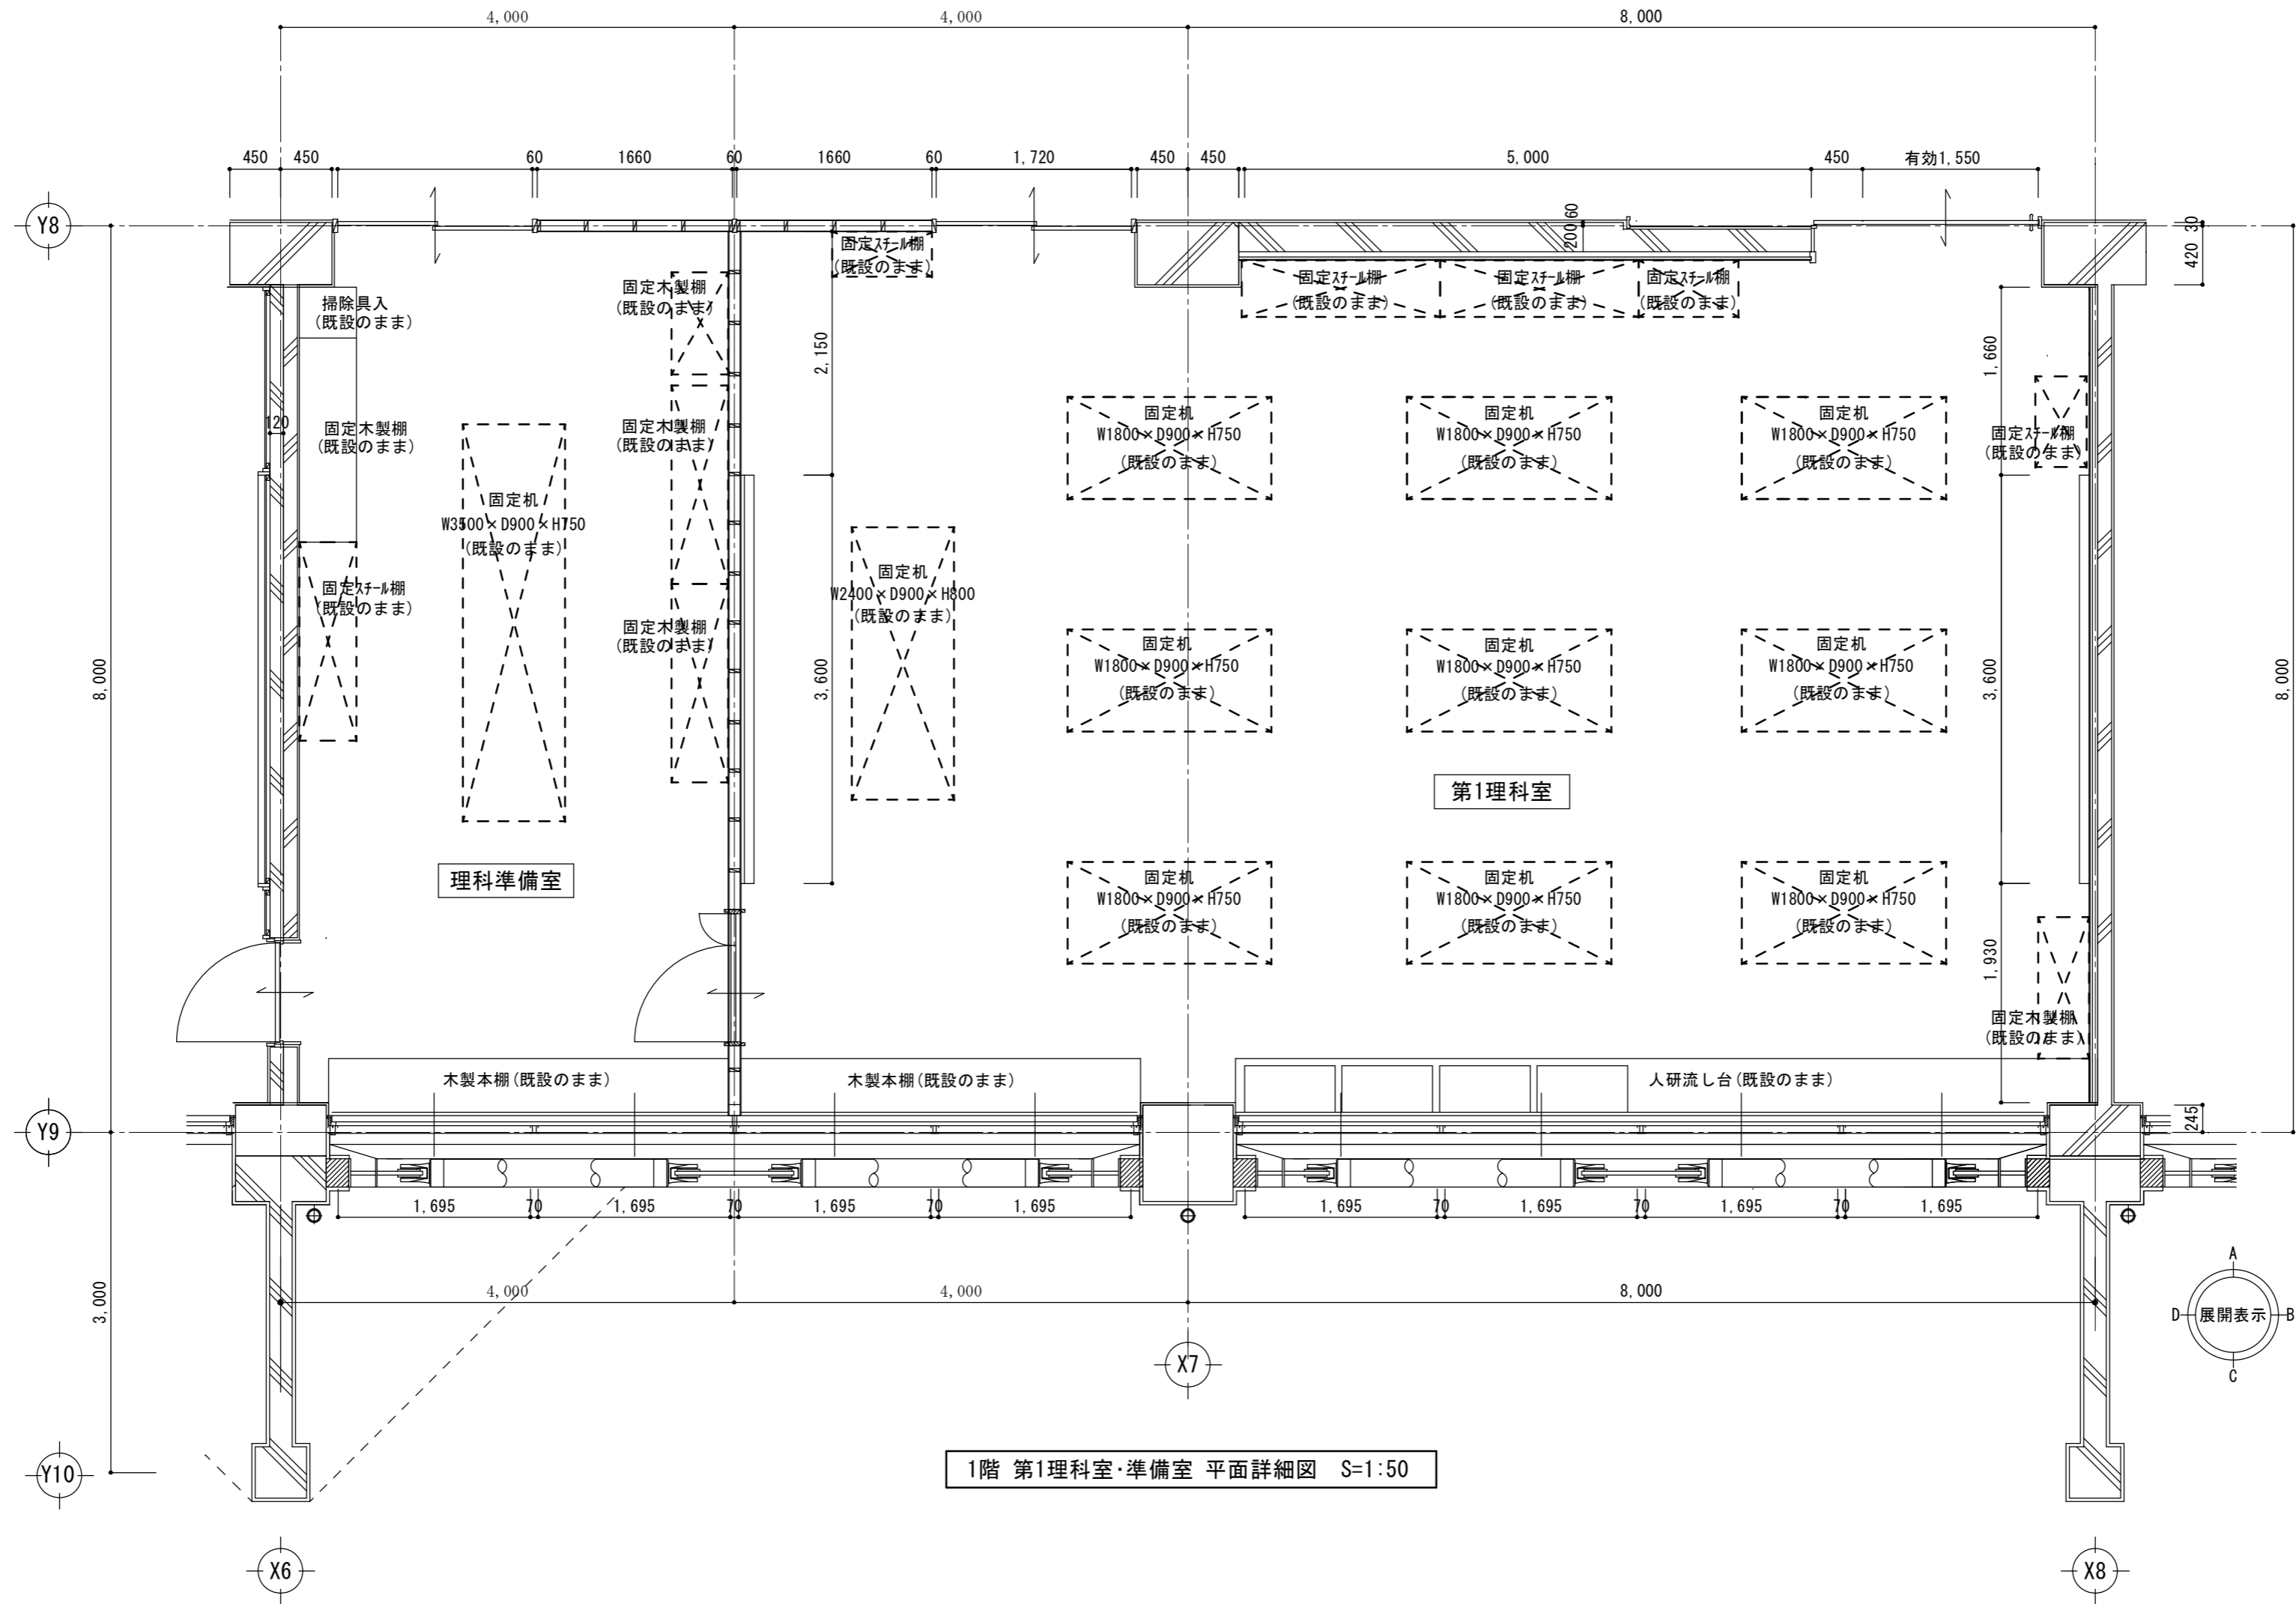 4,000
4,000
8,000
450
450
60
1660
60
1660
60
1,720
450
450
5,000
450
有効1,550
Y8
200
60
30
420
固定スチール棚
(既設のまま)
固定スチール棚
(既設のまま)
固定スチール棚
(既設のまま)
固定スチール棚
(既設のまま)
掃除具入
(既設のまま)
固定木製棚
(既設のまま)
2,150
1,660
120
固定木製棚
(既設のまま)
固定木製棚
(既設のまま)
固定机
W1800×D900×H750
(既設のまま)
固定机
W1800×D900×H750
(既設のまま)
固定机
W1800×D900×H750
(既設のまま)
固定スチール棚
(既設のまま)
固定机
W3500×D900×H750
(既設のまま)
固定机
W2400×D900×H800
(既設のまま)
固定スチール棚
(既設のまま)
固定木製棚
(既設のまま)
8,000
3,600
固定机
W1800×D900×H750
(既設のまま)
固定机
W1800×D900×H750
(既設のまま)
固定机
W1800×D900×H750
(既設のまま)
3,600
8,000
第1理科室
理科準備室
固定机
W1800×D900×H750
(既設のまま)
固定机
W1800×D900×H750
(既設のまま)
固定机
W1800×D900×H750
(既設のまま)
1,930
固定木製棚
(既設のまま)
木製本棚(既設のまま)
木製本棚(既設のまま)
人研流し台(既設のまま)
Y9
245
1,695
70
1,695
70
1,695
70
1,695
1,695
70
1,695
70
1,695
70
1,695
3,000
4,000
4,000
8,000
A
D
展開表示
B
C
X7
Y10
1階 第1理科室･準備室 平面詳細図 S=1:50
X6
X8